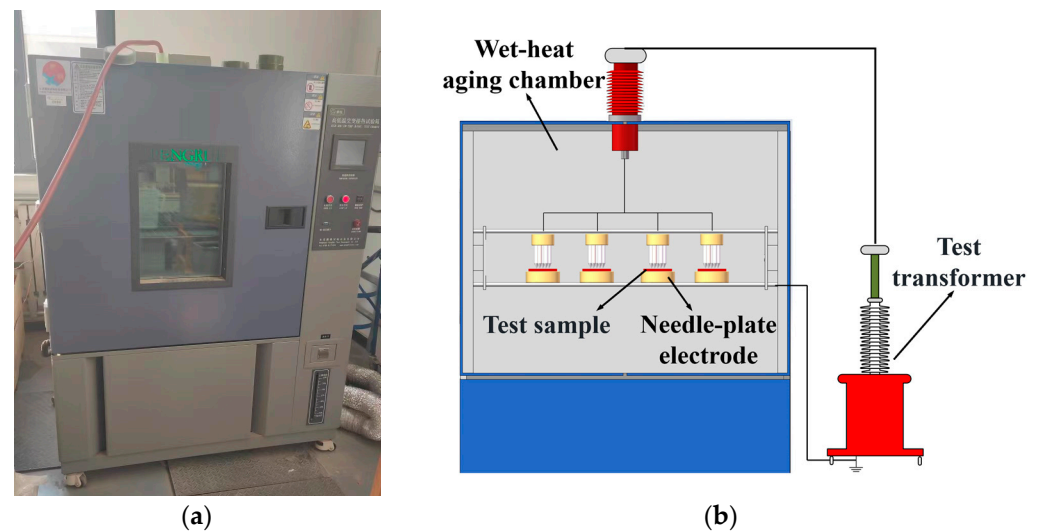 Wet-heat
aging chamber
Test sample
Needle-plate
electrode
Test
transformer
(a)
(b)